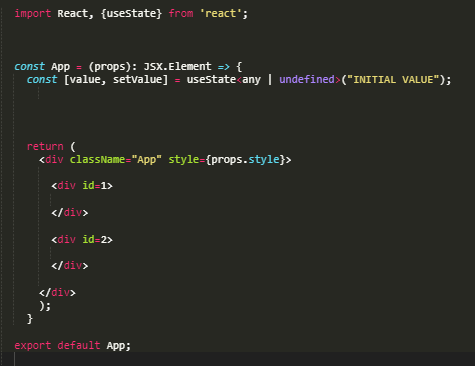 import React, {useState} from 'react';
const App = (props): JSX.Element => {
const [value, setValue] = useState<any | undefined>("INITIAL VALUE");
return (
<div className="App" style={props.style}>
<div id=1>
</div>
<div id=2>
</div>
</div>
);
}
export default App;